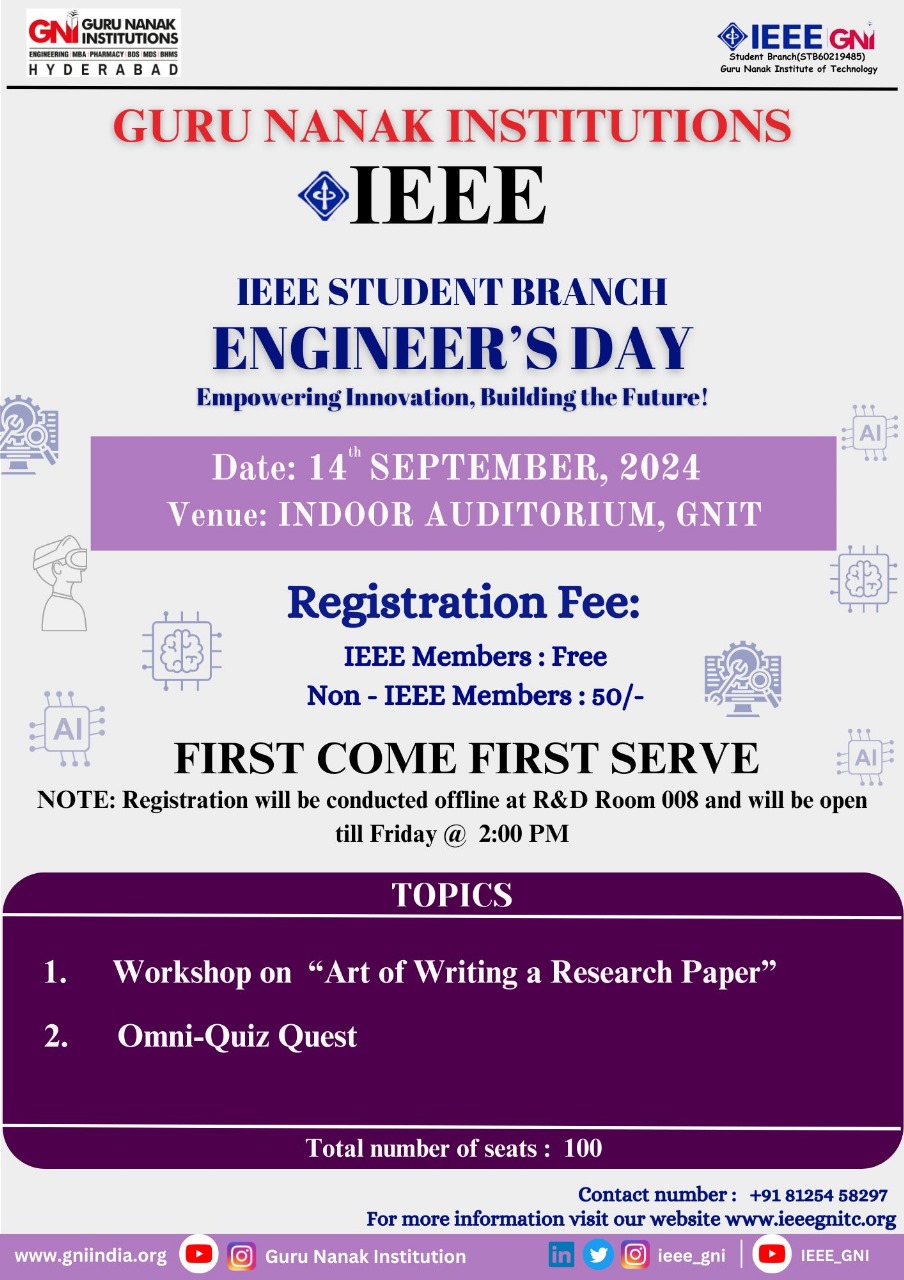 GNI GURU NANAK
INSTITUTIONS
ENGINEERING | MBA | PHARMACY | BDS | MDS | BHMS
HYDERABAD
IEEE GNI
Student Branch(STB60219485)
Guru Nanak Institute of Technology
GURU NANAK INSTITUTIONS
IEEE
IEEE STUDENT BRANCH
ENGINEER’S DAY
Empowering Innovation, Building the Future!
Date: 14th SEPTEMBER, 2024
Venue: INDOOR AUDITORIUM, GNIT
AI
Registration Fee:
IEEE Members : Free
Non - IEEE Members : 50/-
AI
AI
FIRST COME FIRST SERVE
NOTE: Registration will be conducted offline at R&D Room 008 and will be open
till Friday @ 2:00 PM
TOPICS
1. Workshop on “Art of Writing a Research Paper”
2. Omni-Quiz Quest
Total number of seats : 100
Contact number : +91 81254 58297
For more information visit our website www.ieeegnitc.org
www.gniindia.org Guru Nanak Institution in ieee_gni | IEEE_GNI